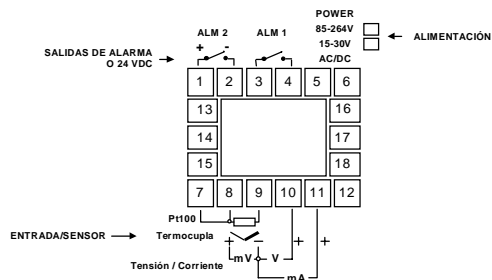 POWER
ALM 2 ALM 1 85-264V
15-30V ALIMENTACIÓN
AC/DC
SALIDAS DE ALARMA
O 24 VDC
+ -
1 2 3 4 5 6
13 16
14 17
15 18
7 8 9 10 11 12
Pt100
ENTRADA/SENSOR Termocupla + - + +
mV V
Tensión / Corriente
mA